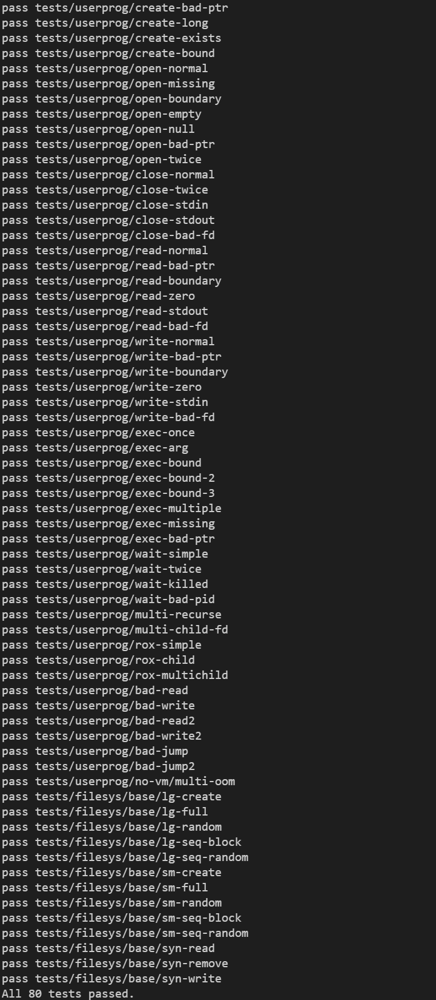 pass tests/userprog/create-bad-ptr
pass tests/userprog/create-long
pass tests/userprog/create-exists
pass tests/userprog/create-bound
pass tests/userprog/open-normal
pass tests/userprog/open-missing
pass tests/userprog/open-boundary
pass tests/userprog/open-empty
pass tests/userprog/open-null
pass tests/userprog/open-bad-ptr
pass tests/userprog/open-twice
pass tests/userprog/close-normal
pass tests/userprog/close-twice
pass tests/userprog/close-stdin
pass tests/userprog/close-stdout
pass tests/userprog/close-bad-fd
pass tests/userprog/read-normal
pass tests/userprog/read-bad-ptr
pass tests/userprog/read-boundary
pass tests/userprog/read-zero
pass tests/userprog/read-stdout
pass tests/userprog/read-bad-fd
pass tests/userprog/write-normal
pass tests/userprog/write-bad-ptr
pass tests/userprog/write-boundary
pass tests/userprog/write-zero
pass tests/userprog/write-stdin
pass tests/userprog/write-bad-fd
pass tests/userprog/exec-once
pass tests/userprog/exec-arg
pass tests/userprog/exec-bound
pass tests/userprog/exec-bound-2
pass tests/userprog/exec-bound-3
pass tests/userprog/exec-multiple
pass tests/userprog/exec-missing
pass tests/userprog/exec-bad-ptr
pass tests/userprog/wait-simple
pass tests/userprog/wait-twice
pass tests/userprog/wait-killed
pass tests/userprog/wait-bad-pid
pass tests/userprog/multi-recurse
pass tests/userprog/multi-child-fd
pass tests/userprog/rox-simple
pass tests/userprog/rox-child
pass tests/userprog/rox-multichild
pass tests/userprog/bad-read
pass tests/userprog/bad-write
pass tests/userprog/bad-read2
pass tests/userprog/bad-write2
pass tests/userprog/bad-jump
pass tests/userprog/bad-jump2
pass tests/userprog/no-vm/multi-oom
pass tests/filesys/base/lg-create
pass tests/filesys/base/lg-full
pass tests/filesys/base/lg-random
pass tests/filesys/base/lg-seq-block
pass tests/filesys/base/lg-seq-random
pass tests/filesys/base/sm-create
pass tests/filesys/base/sm-full
pass tests/filesys/base/sm-random
pass tests/filesys/base/sm-seq-block
pass tests/filesys/base/sm-seq-random
pass tests/filesys/base/syn-read
pass tests/filesys/base/syn-remove
pass tests/filesys/base/syn-write
All 80 tests passed.